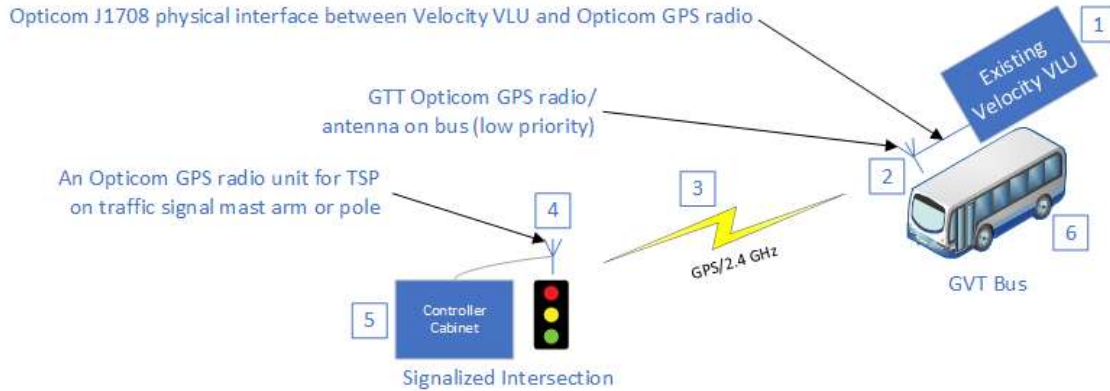 Opticom J1708 physical interface between Velocity VLU and Opticom GPS radio
1
Existing
Velocity VLU
GTT Opticom GPS radio/
antenna on bus (low priority)
2
An Opticom GPS radio unit for TSP
on traffic signal mast arm or pole
3
4
6
GPS/2.4 GHz
GVT Bus
5
Controller
Cabinet
Signalized Intersection